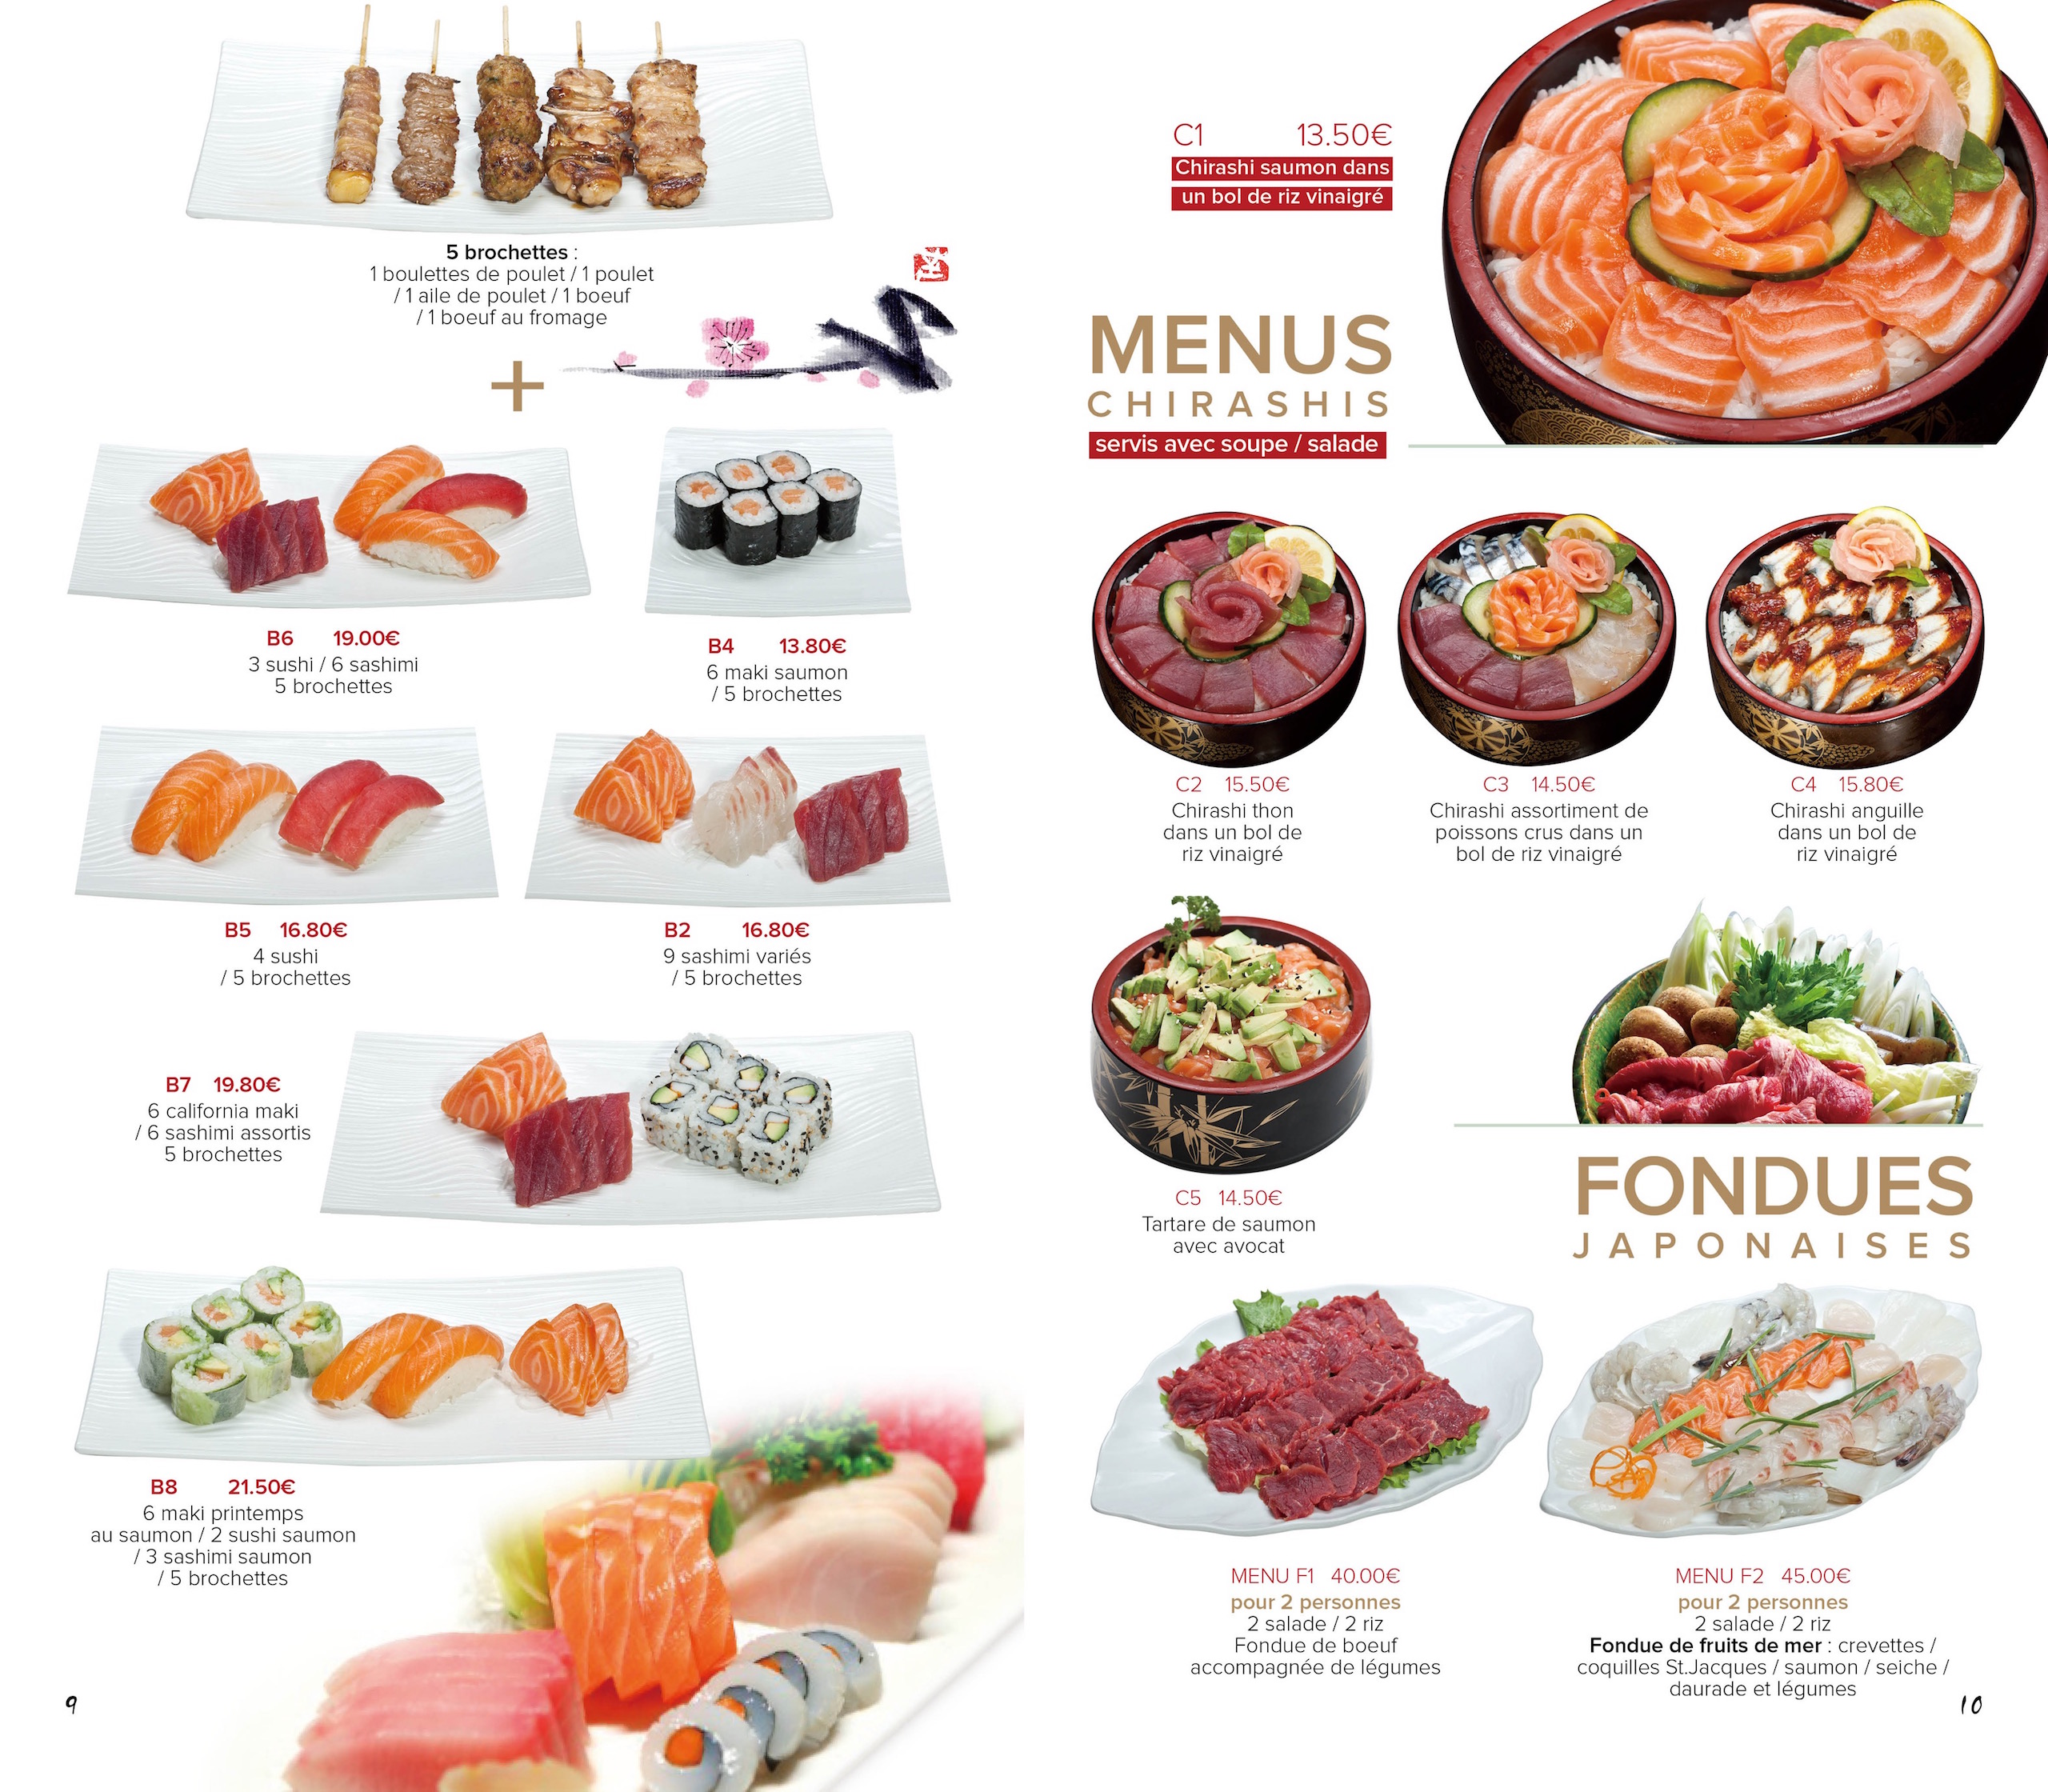 5 brochettes :
1 boulettes de poulet / 1 poulet
/ 1 aile de poulet / 1 boeuf
/ 1 boeuf au fromage
+
B6 19.00€
3 sushi / 6 sashimi
5 brochettes
B4 13.80€
6 maki saumon
/ 5 brochettes
B5 16.80€
4 sushi
/ 5 brochettes
B2 16.80€
9 sashimi variés
/ 5 brochettes
B7 19.80€
6 california maki
/ 6 sashimi assortis
5 brochettes
B8 21.50€
6 maki printemps
au saumon / 2 sushi saumon
/ 3 sashimi saumon
/ 5 brochettes
9
C1 13.50€
Chirashi saumon dans
un bol de riz vinaigré
MENUS
CHIRASHIS
servis avec soupe / salade
C2 15.50€
Chirashi thon
dans un bol de
riz vinaigré
C3 14.50€
Chirashi assortiment de
poissons crus dans un
bol de riz vinaigré
C4 15.80€
Chirashi anguille
dans un bol de
riz vinaigré
C5 14.50€
Tartare de saumon
avec avocat
FONDUES
JAPONAISES
MENU F1 40.00€
pour 2 personnes
2 salade / 2 riz
Fondue de boeuf
accompagnée de légumes
MENU F2 45.00€
pour 2 personnes
2 salade / 2 riz
Fondue de fruits de mer : crevettes /
coquilles St.Jacques / saumon / seiche /
daurade et légumes
10